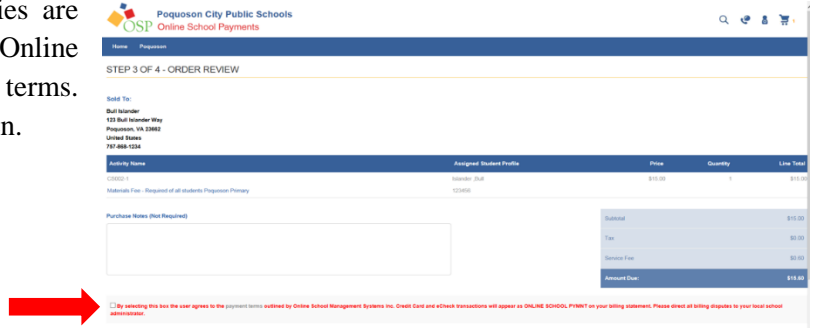 ies are
Online
terms.
n.
Poquoson City Public Schools
OSP Online School Payments
Home Poquoson
STEP 3 OF 4 - ORDER REVIEW
Sold To:
Bull Islander
123 Bull Islander Way
Poquoson, VA 23662
United States
757-868-1234
Activity Name Assigned Student Profile Price Quantity Line Total
C0002-1 Islander ,Bull $15.00 1 $15.00
Materials Fee - Required of all students Poquoson Primary 123456
Purchase Notes (Not Required)
Subtotal $15.00
Tax $0.00
Service Fee $0.60
Amount Due: $15.60
By selecting this box the user agrees to the payment terms outlined by Online School Management Systems Inc. Credit Card and eCheck transactions will appear as ONLINE SCHOOL PYMNT on your billing statement. Please direct all billing disputes to your local school
administrator.